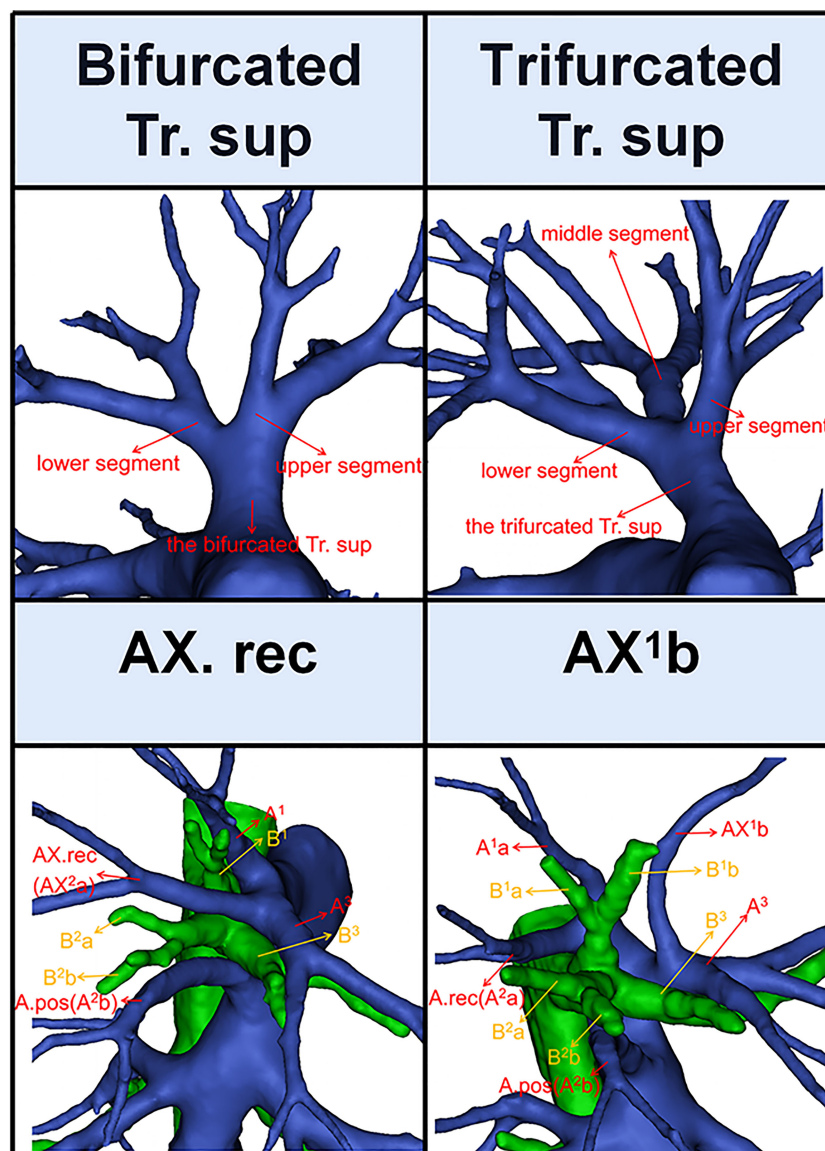 Bifurcated
Tr. sup
Trifurcated
Tr. sup
lower segment
upper segment
the bifurcated Tr. sup
middle segment
upper segment
lower segment
the trifurcated Tr. sup
AX. rec
AX¹b
A¹
B¹
AX.rec
(AX²a)
A³
B²a
B³
B²b
A.pos(A²b)
A¹a
AX¹b
B¹b
B¹a
B³
A³
A.rec(A²a)
B²a
B²b
A.pos(A²b)